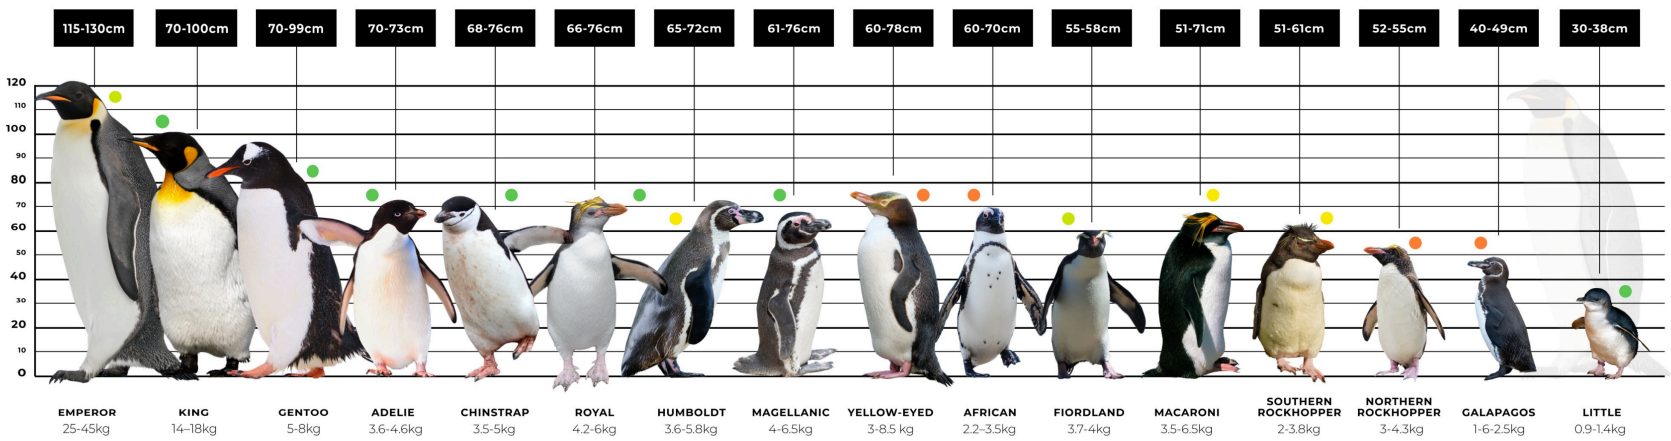 115-130cm
70-100cm
70-99cm
70-73cm
68-76cm
66-76cm
65-72cm
61-76cm
60-78cm
60-70cm
55-58cm
51-71cm
51-61cm
52-55cm
40-49cm
30-38cm
120
110
100
90
80
70
60
50
40
30
20
10
0
EMPEROR
25-45kg
KING
14–18kg
GENTOO
5-8kg
ADELIE
3.6-4.6kg
CHINSTRAP
3.5-5kg
ROYAL
4.2-6kg
HUMBOLDT
3.6-5.8kg
MAGELLANIC
4-6.5kg
YELLOW-EYED
3-8.5 kg
AFRICAN
2.2–3.5kg
FIORDLAND
3.7-4kg
MACARONI
3.5-6.5kg
SOUTHERN
ROCKHOPPER
2-3.8kg
NORTHERN
ROCKHOPPER
3-4.3kg
GALAPAGOS
1-6-2.5kg
LITTLE
0.9-1.4kg